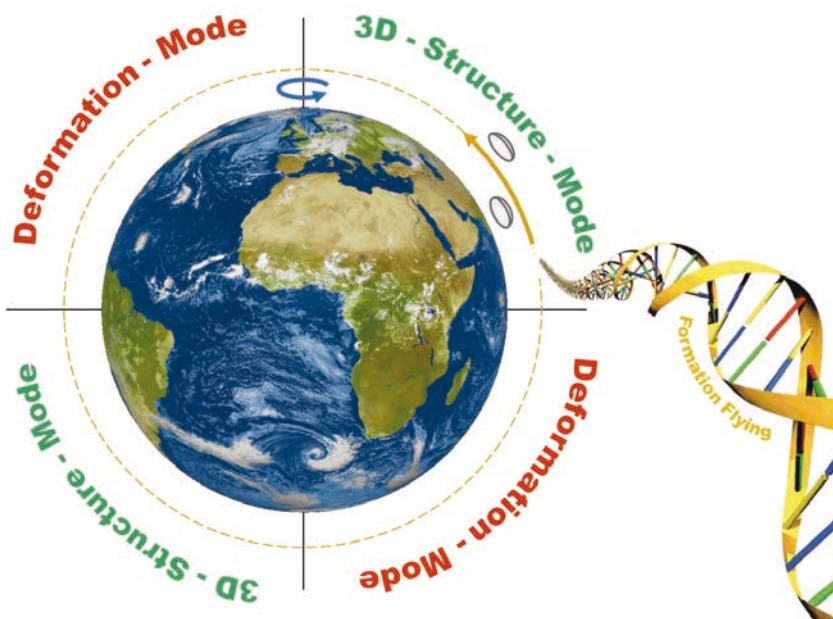 Deformation - Mode
3D - Structure - Mode
Formation Flying
3D - Structure - Mode
Deformation - Mode